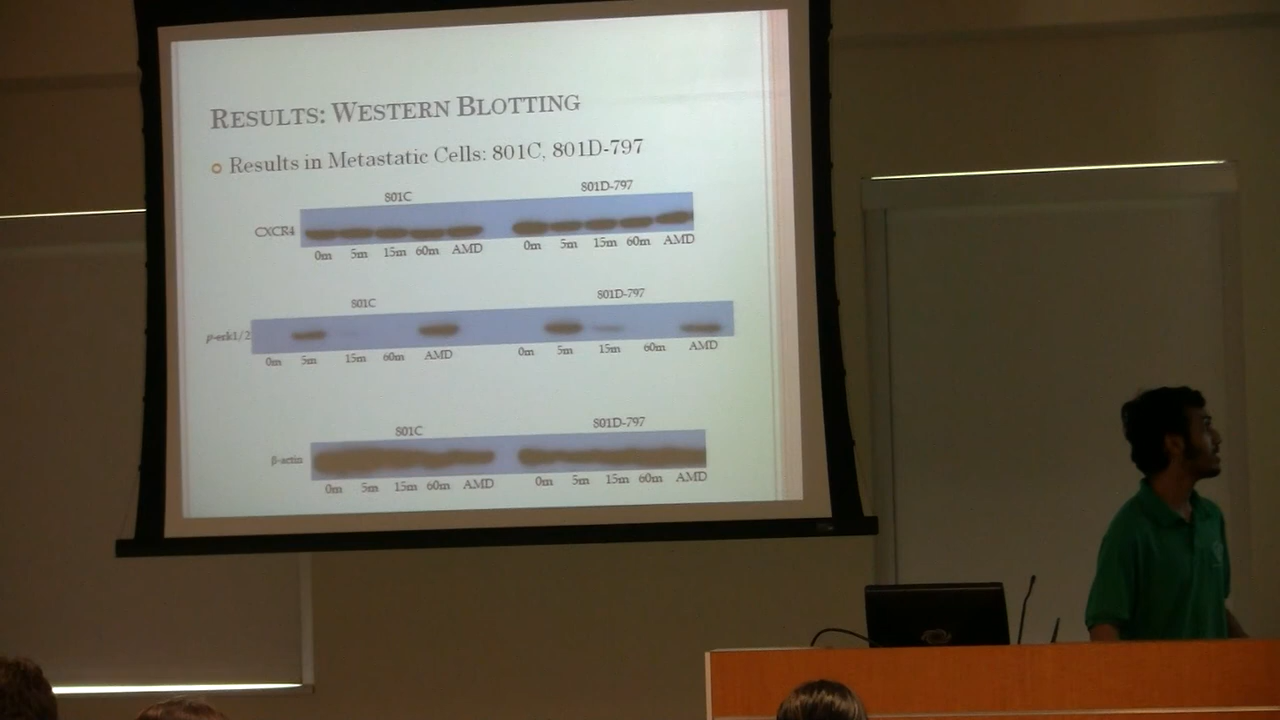 RESULTS: WESTERN BLOTTING
Results in Metastatic Cells: 801C, 801D-797
801C 801D-797
CXCR4
0m 5m 15m 60m AMD 0m 5m 15m 60m AMD
801C 801D-797
p-erk1/2
0m 5m 15m 60m AMD 0m 5m 15m 60m AMD
801C 801D-797
β-actin
0m 5m 15m 60m AMD 0m 5m 15m 60m AMD